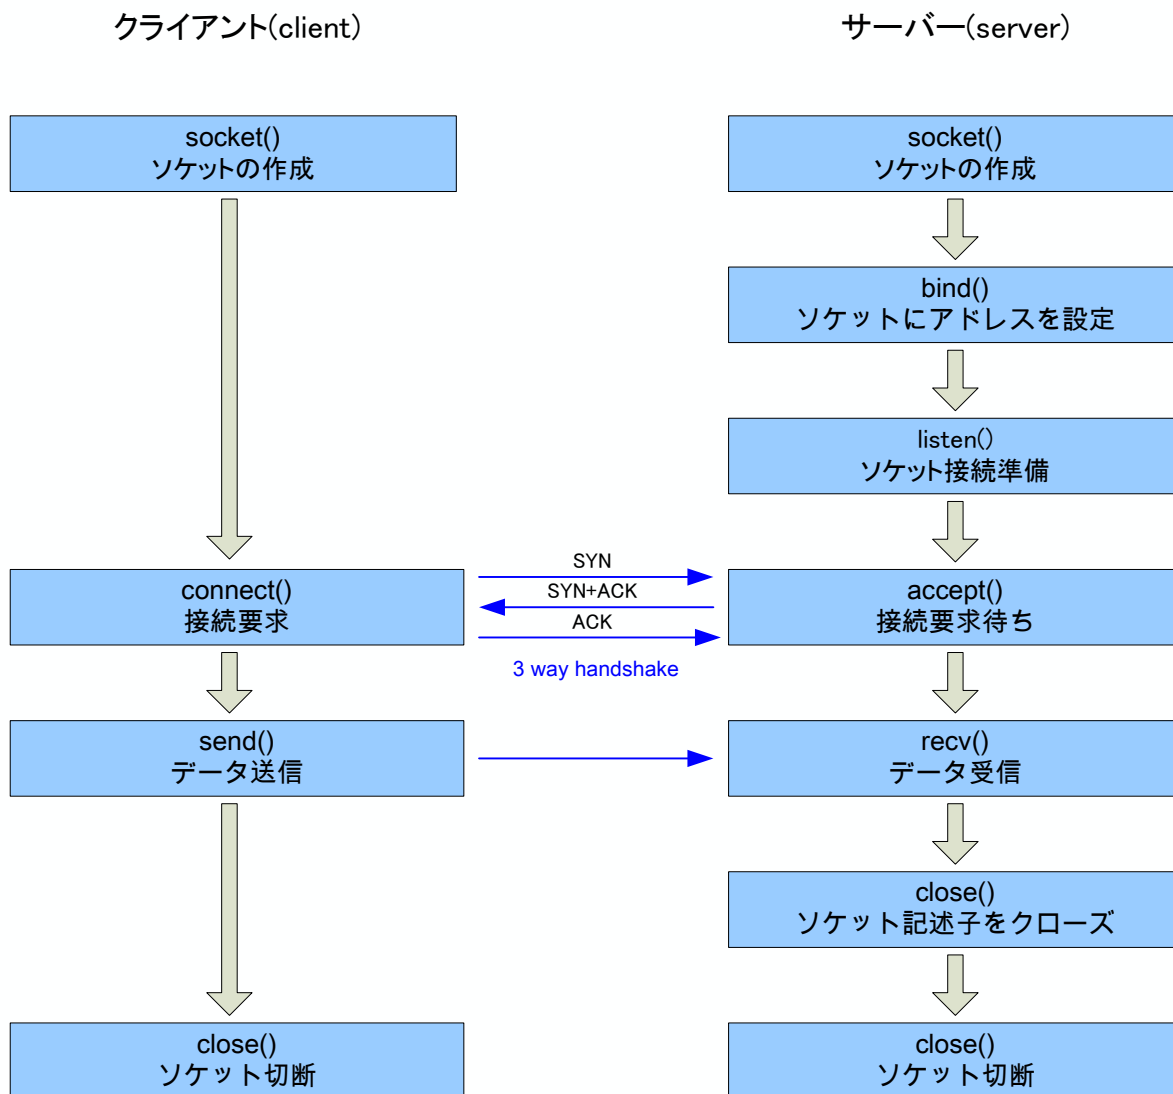 クライアント(client)
サーバー(server)
socket()
ソケットの作成
socket()
ソケットの作成
bind()
ソケットにアドレスを設定
listen()
ソケット接続準備
connect()
接続要求
SYN
SYN+ACK
ACK
3 way handshake
accept()
接続要求待ち
send()
データ送信
recv()
データ受信
close()
ソケット記述子をクローズ
close()
ソケット切断
close()
ソケット切断